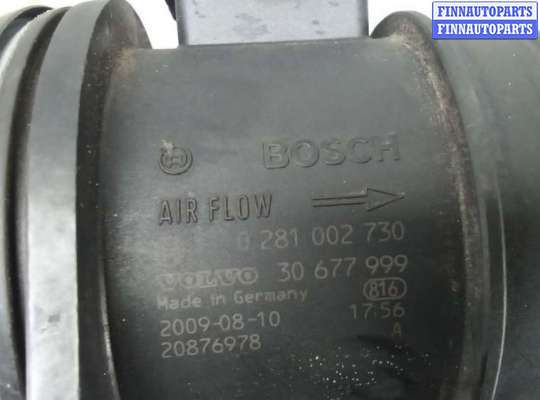 FINNAUTOPARTS
FINNAUTOPARTS
BOSCH
AIR FLOW
0 281 002 730
VOLVO 30 677 999
Made in Germany 816
2009-08-10 17:56
20876978 A